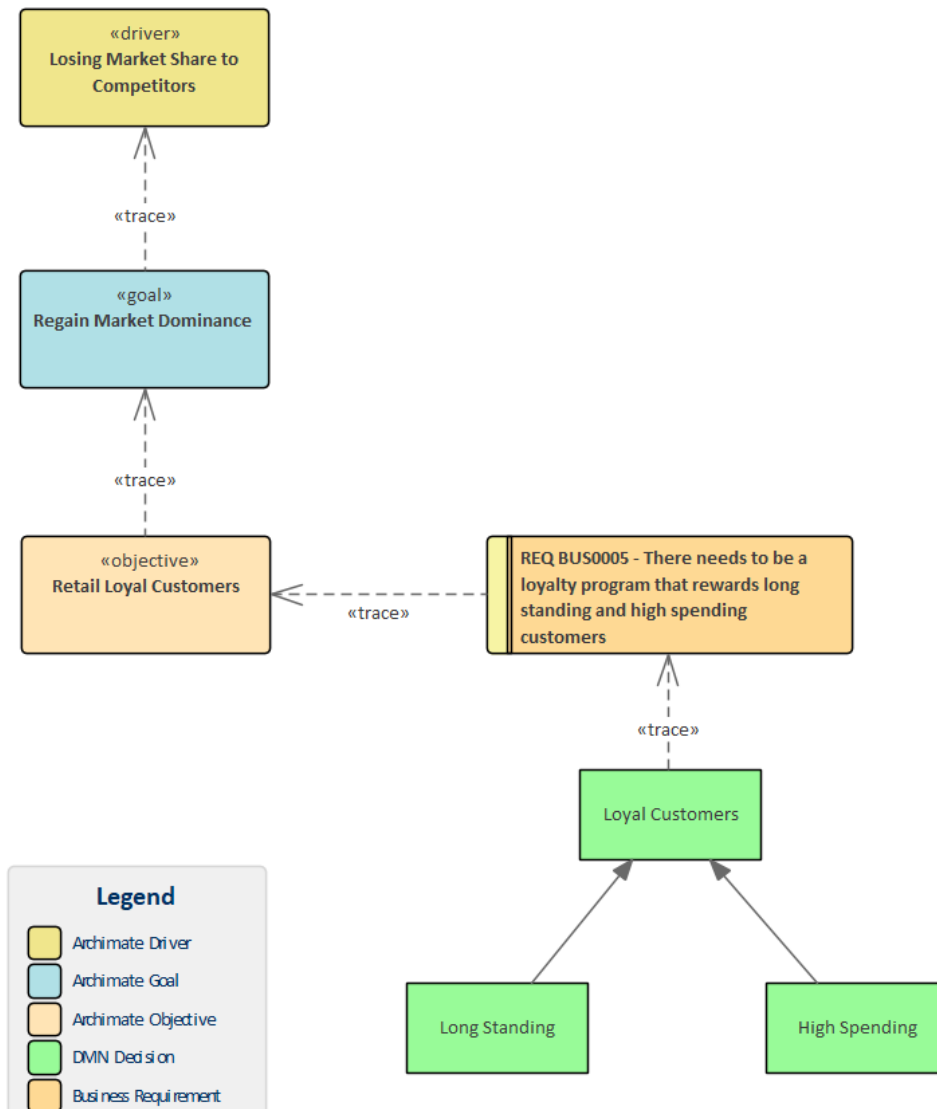 «driver»
Losing Market Share to
Competitors
«trace»
«goal»
Regain Market Dominance
«trace»
«objective»
Retail Loyal Customers
«trace»
REQ BUS0005 - There needs to be a
loyalty program that rewards long
standing and high spending
customers
«trace»
Loyal Customers
Long Standing
High Spending
Legend
Archimate Driver
Archimate Goal
Archimate Objective
DMN Decision
Business Requirement